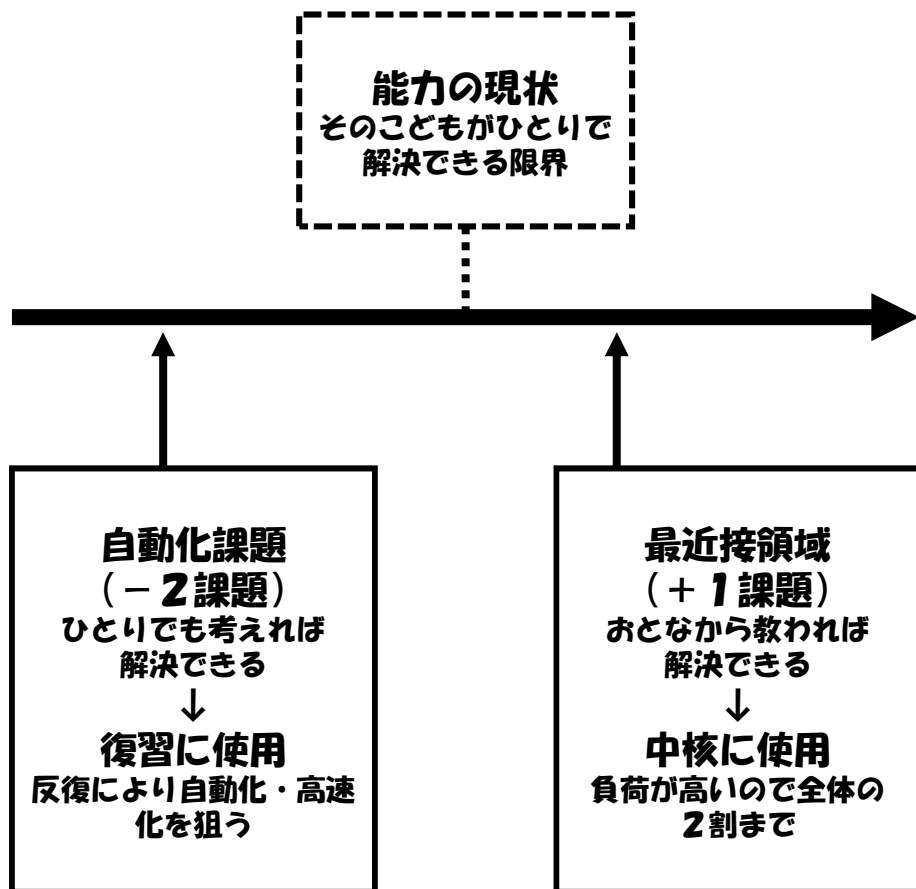 能力の現状
そのこどもがひとりで
解決できる限界
自動化課題
(－2課題)
ひとりでも考えれば
解決できる
↓
復習に使用
反復により自動化・高速
化を狙う
最近接領域
(＋1課題)
おとなから教われば
解決できる
↓
中核に使用
負荷が高いので全体の
2割まで